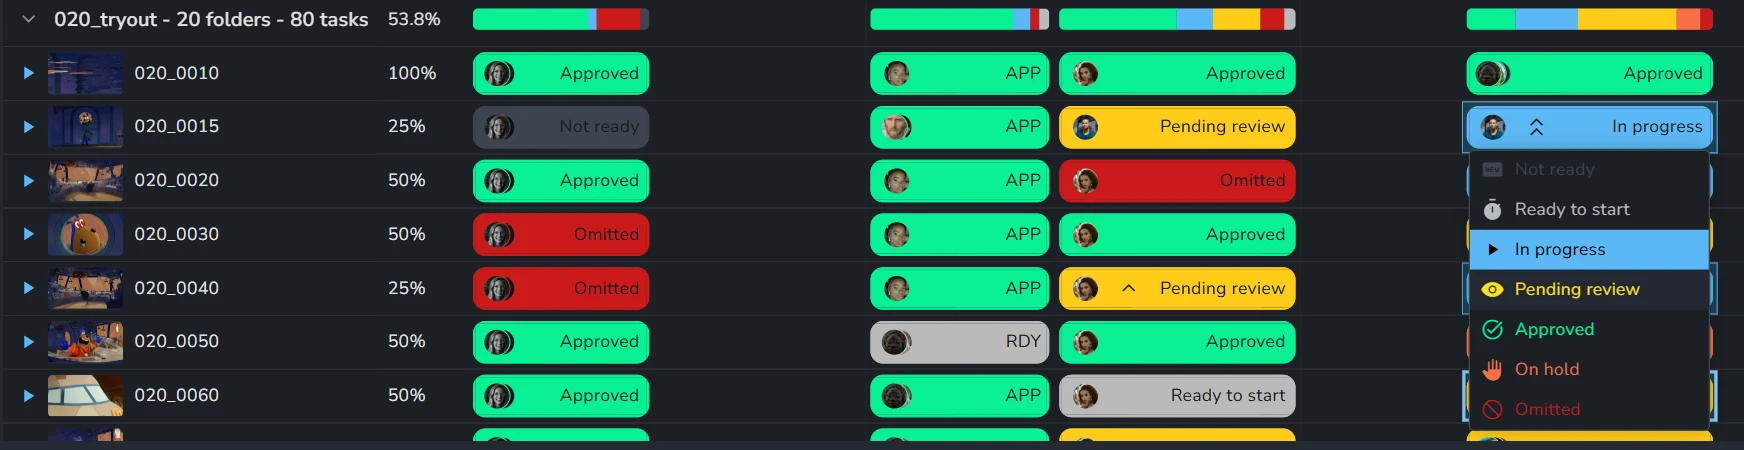 020_tryout - 20 folders - 80 tasks 53.8%
020_0010 100% Approved APP Approved Approved
020_0015 25% Not ready APP Pending review In progress
020_0020 50% Approved APP Omitted
020_0030 50% Omitted APP Approved
020_0040 25% Omitted APP Pending review
020_0050 50% Approved RDY Approved
020_0060 50% Approved APP Ready to start
NEW Not ready
Ready to start
In progress
Pending review
Approved
On hold
Omitted